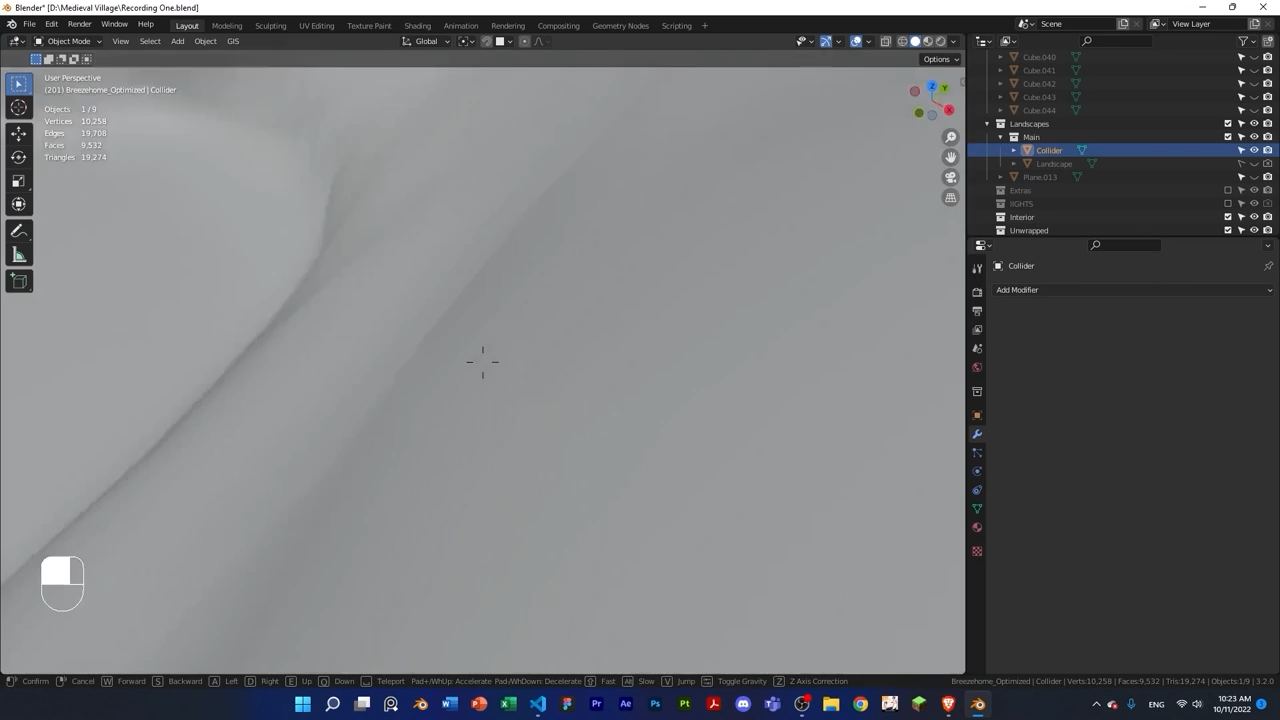 Blender* [D:\Medieval Village\Recording One.blend]
File Edit Render Window Help Layout Modeling Sculpting UV Editing Texture Paint Shading Animation Rendering Compositing Geometry Nodes Scripting + Scene View Layer
Object Mode View Select Add Object GIS Global
Options
User Perspective
(201) Breezehome_Optimized | Collider
Objects 1 / 9
Vertices 10,258
Edges 19,708
Faces 9,532
Triangles 19,274
Z
Y
X
Cube.040
Cube.041
Cube.042
Cube.043
Cube.044
Landscapes
Main
Collider
Landscape
Plane.013
Extras
lIGHTS
Interior
Unwrapped
Collider
Add Modifier
Confirm Cancel W Forward S Backward A Left D Right E Up Q Down Teleport Pad+/WhUp: Accelerate Pad-/WhDown: Decelerate Fast Slow V Jump Toggle Gravity Z Z Axis Correction
Breezehome_Optimized | Collider | Verts:10,258 | Faces:9,532 | Tris:19,274 | Objects:1/9 | 3.2.0
ENG
10:23 AM
10/11/2022